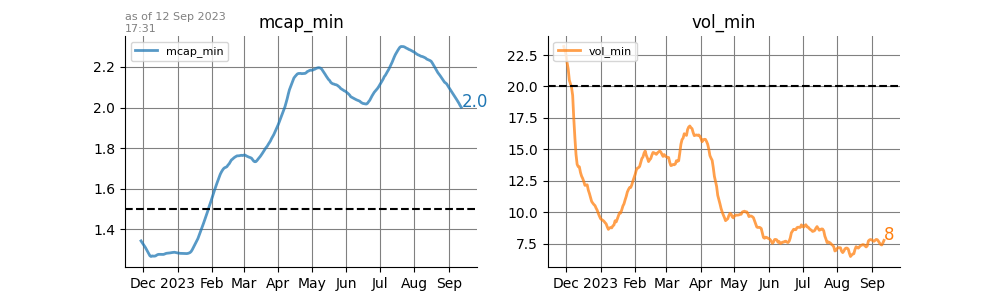 as of 12 Sep 2023
17:31
mcap_min
mcap_min
2.2
2.0
1.8
1.6
1.4
2.0
Dec 2023 Feb Mar Apr May Jun Jul Aug Sep
vol_min
vol_min
22.5
20.0
17.5
15.0
12.5
10.0
7.5
8
Dec 2023 Feb Mar Apr May Jun Jul Aug Sep